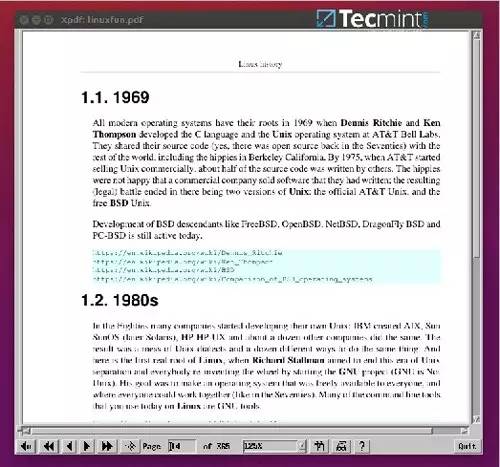 Xpdf: linuxfun.pdf
Tecmint.com
Linux history
1.1. 1969
All modern operating systems have their roots in 1969 when Dennis Ritchie and Ken
Thompson developed the C language and the Unix operating system at AT&T Bell Labs.
They shared their source code (yes, there was open source back in the Seventies) with the
rest of the world, including the hippies in Berkeley California. By 1975, when AT&T started
selling Unix commercially, about half of the source code was written by others. The hippies
were not happy that a commercial company sold software that they had written; the resulting
(legal) battle ended in there being two versions of Unix: the official AT&T Unix, and the
free BSD Unix.
Development of BSD descendants like FreeBSD, OpenBSD, NetBSD, DragonFly BSD and
PC-BSD is still active today.
https://en.wikipedia.org/wiki/Dennis_Ritchie
https://en.wikipedia.org/wiki/Ken_Thompson
https://en.wikipedia.org/wiki/BSD
https://en.wikipedia.org/wiki/Comparison_of_BSD_operating_systems
1.2. 1980s
In the Eighties many companies started developing their own Unix: IBM created AIX, Sun
SunOS (later Solaris), HP HP-UX and about a dozen other companies did the same. The
result was a mess of Unix dialects and a dozen different ways to do the same thing. And
here is the first real root of Linux, when Richard Stallman aimed to end this era of Unix
separation and everybody re-inventing the wheel by starting the GNU project (GNU is Not
Unix). His goal was to make an operating system that was freely available to everyone, and
where everyone could work together (like in the Seventies). Many of the command line tools
that you use today on Linux are GNU tools.
Page 14 of 365 125% ? Quit